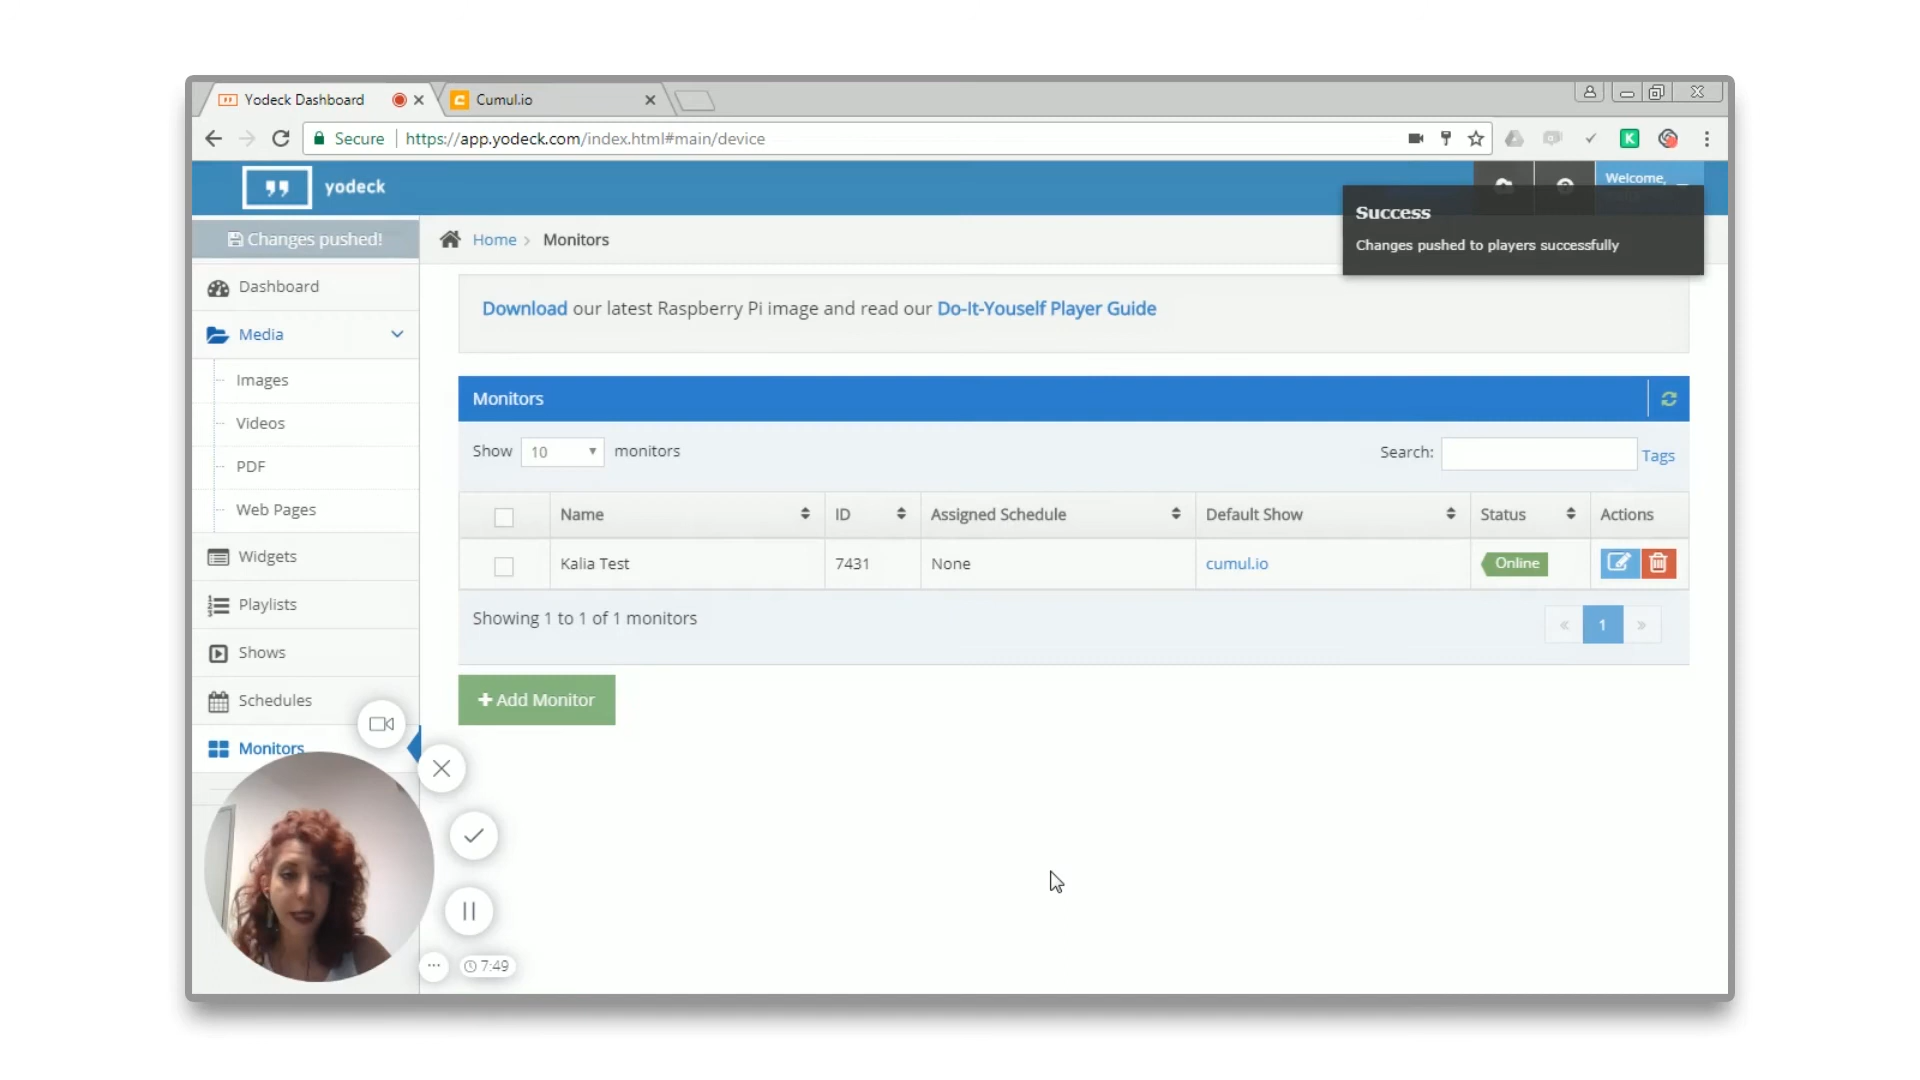 Yodeck Dashboard
Cumul.io
Secure
https://app.yodeck.com/index.html#main/device
K
yodeck
Welcome,
Success
Changes pushed to players successfully
Changes pushed!
Home > Monitors
Dashboard
Media
Images
Videos
PDF
Web Pages
Widgets
Playlists
Shows
Schedules
Monitors
Download our latest Raspberry Pi image and read our Do-It-Youself Player Guide
Monitors
Show 10 monitors
Search:
Tags
Name ID Assigned Schedule Default Show Status Actions
Kalia Test 7431 None cumul.io Online
Showing 1 to 1 of 1 monitors
« 1 »
+ Add Monitor
7:49